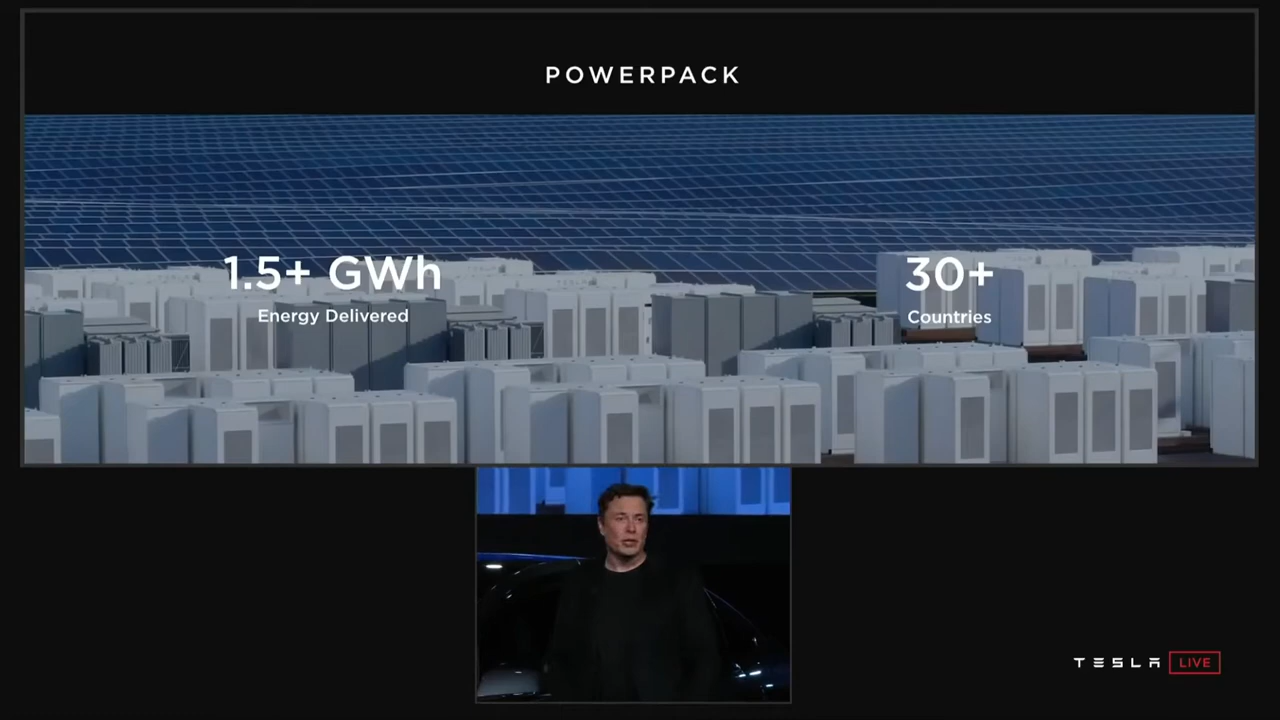 POWERPACK
1.5+ GWh
Energy Delivered
30+
Countries
TESLA LIVE